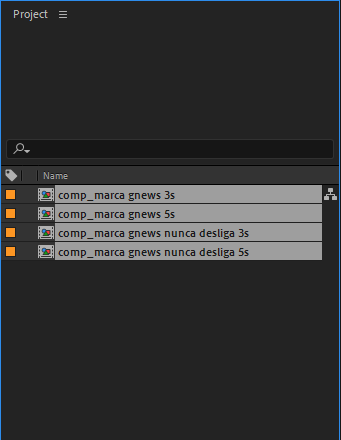 Project
Name
comp_marca gnews 3s
comp_marca gnews 5s
comp_marca gnews nunca desliga 3s
comp_marca gnews nunca desliga 5s